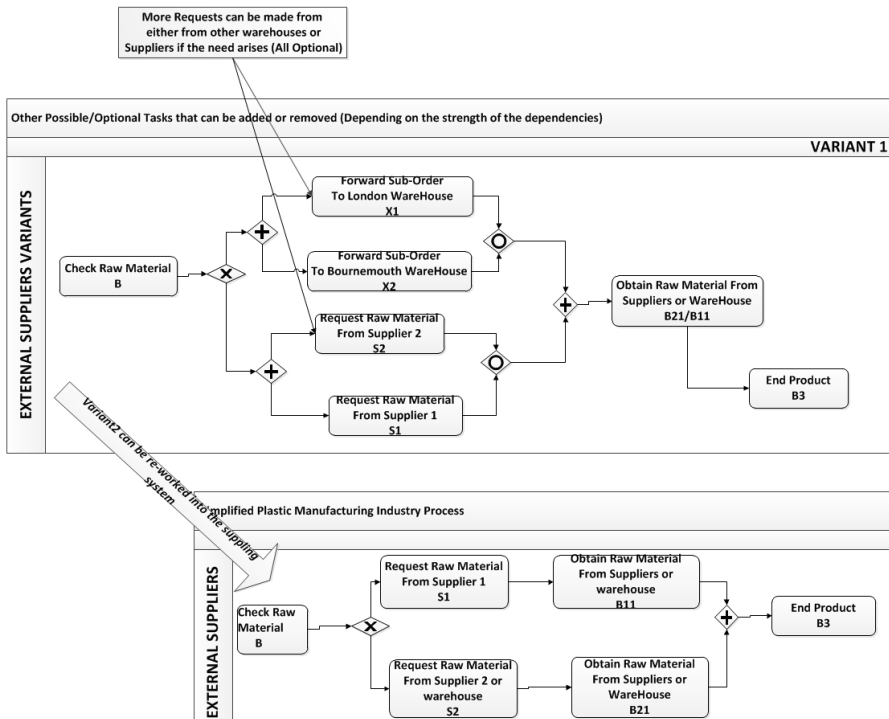 More Requests can be made from
either from other warehouses or
Suppliers if the need arises (All Optional)
Other Possible/Optional Tasks that can be added or removed (Depending on the strength of the dependencies)
VARIANT 1
EXTERNAL SUPPLIERS VARIANTS
Check Raw Material
B
Forward Sub-Order
To London WareHouse
X1
Forward Sub-Order
To Bournemouth WareHouse
X2
Request Raw Material
From Supplier 2
S2
Request Raw Material
From Supplier 1
S1
Obtain Raw Material From
Suppliers or WareHouse
B21/B11
End Product
B3
Variant2 can be re-worked into the suppling
system
mplified Plastic Manufacturing Industry Process
EXTERNAL SUPPLIERS
Check Raw
Material
B
Request Raw Material
From Supplier 1
S1
Obtain Raw Material
From Suppliers or
warehouse
B11
Request Raw Material
From Supplier 2 or
warehouse
S2
Obtain Raw Material
From Suppliers or
WareHouse
B21
End Product
B3